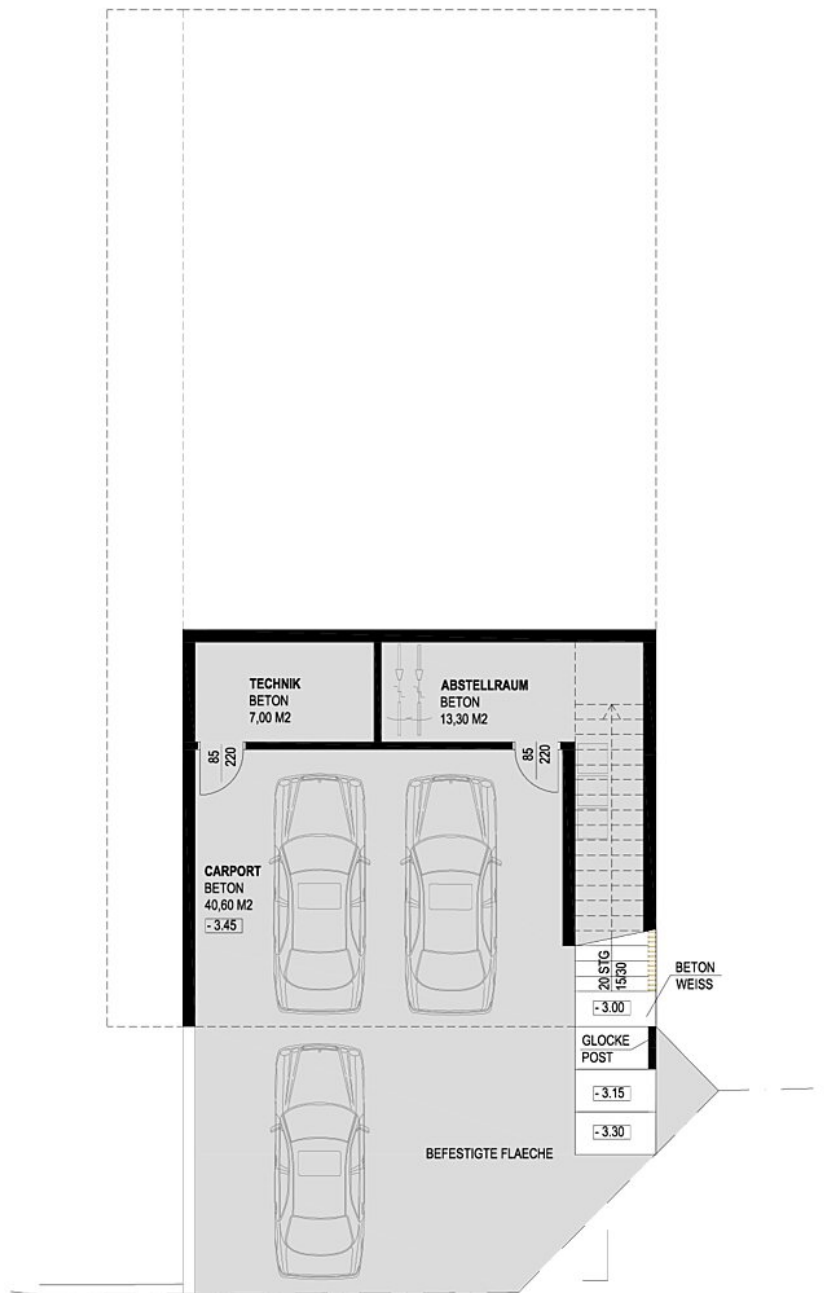 TECHNIK
BETON
7,00 M2
ABSTELLRAUM
BETON
13,30 M2
85
220
85
220
CARPORT
BETON
40,60 M2
- 3.45
20 STG
15/30
BETON
WEISS
- 3.00
GLOCKE
POST
- 3.15
- 3.30
BEFESTIGTE FLAECHE